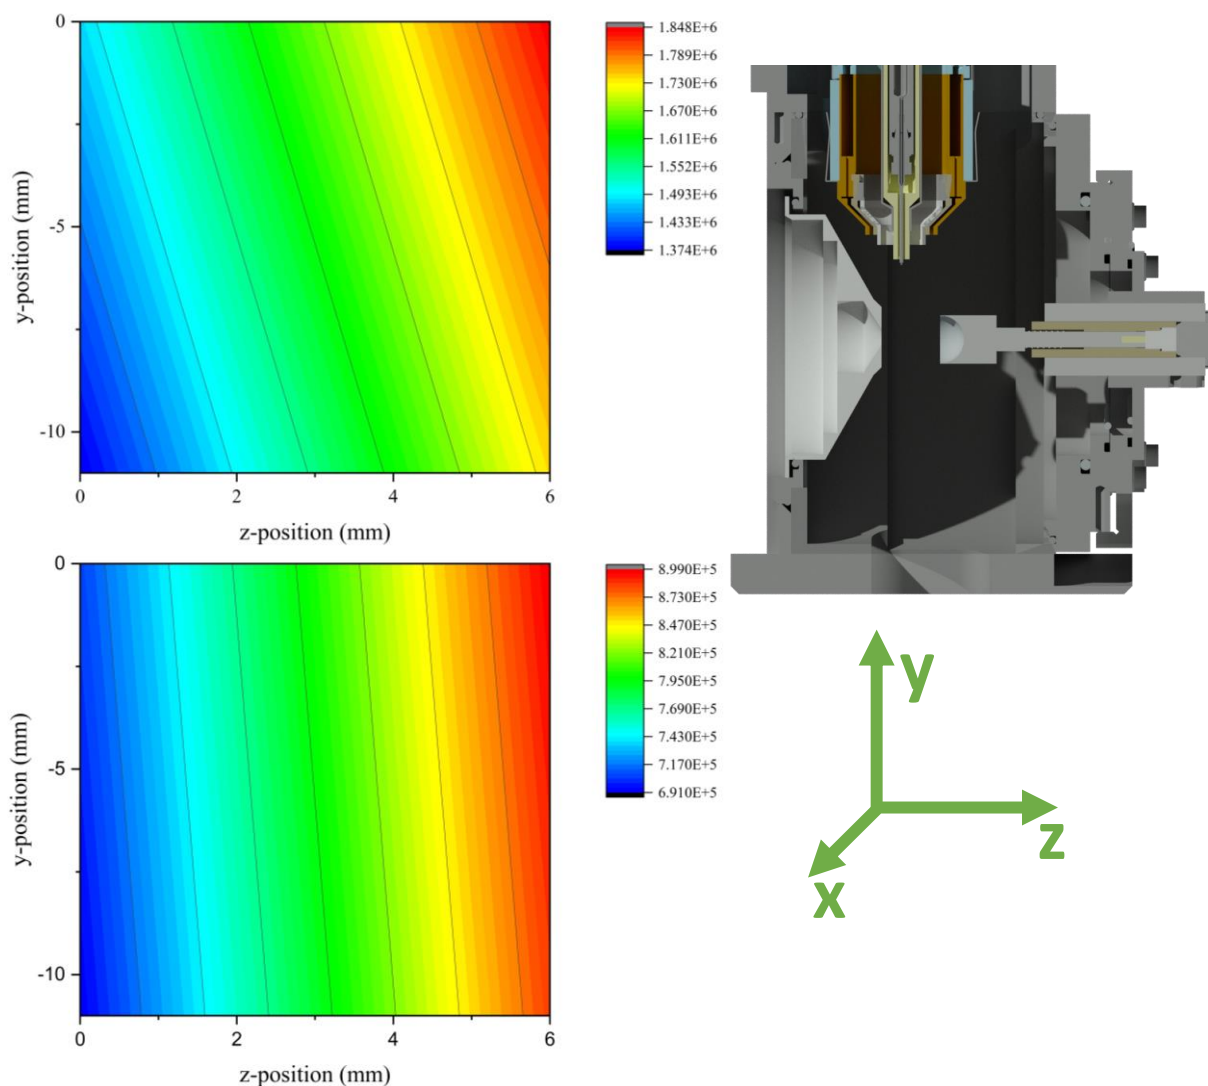 0
-5
-10
y-position (mm)
0
2
4
6
z-position (mm)
1.848E+6
1.789E+6
1.730E+6
1.670E+6
1.611E+6
1.552E+6
1.493E+6
1.433E+6
1.374E+6
0
-5
-10
y-position (mm)
0
2
4
6
z-position (mm)
8.990E+5
8.730E+5
8.470E+5
8.210E+5
7.950E+5
7.690E+5
7.430E+5
7.170E+5
6.910E+5
y
z
x